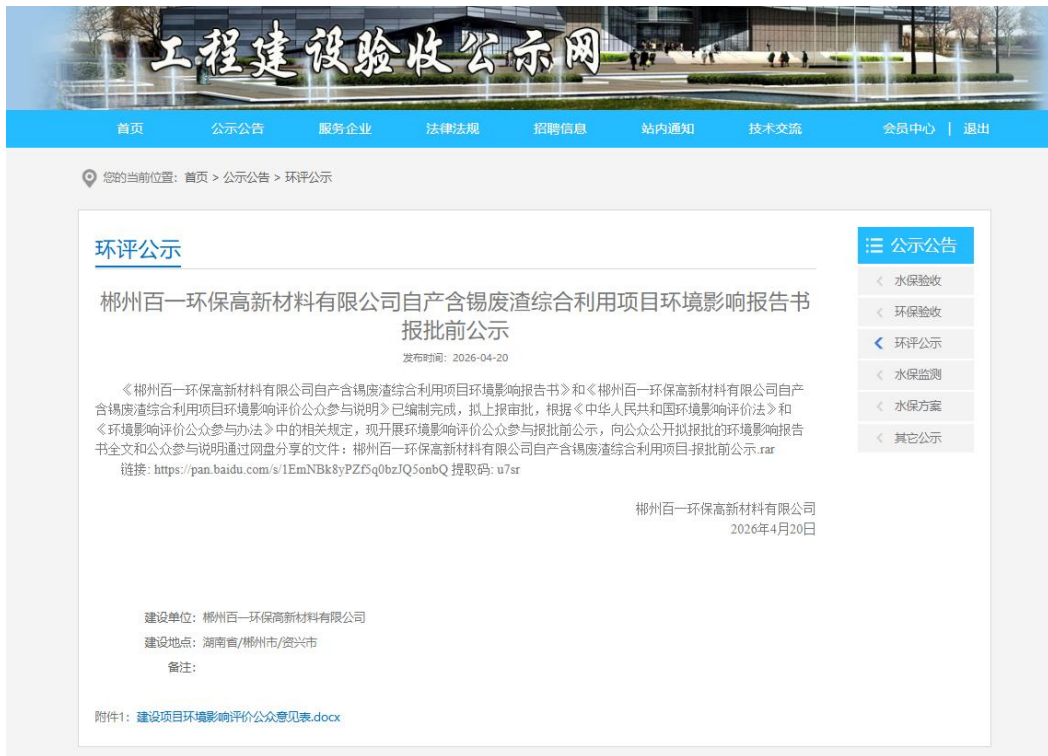 工程建设验收公示网
首页 公示公告 服务企业 法律法规 招聘信息 站内通知 技术交流 会员中心 | 退出
您的当前位置：首页 > 公示公告 > 环评公示
环评公示
郴州百一环保高新材料有限公司自产含锡废渣综合利用项目环境影响报告书
报批前公示
发布时间：2026-04-20
《郴州百一环保高新材料有限公司自产含锡废渣综合利用项目环境影响报告书》和《郴州百一环保高新材料有限公司自产
含锡废渣综合利用项目环境影响评价公众参与说明》已编制完成，拟上报审批，根据《中华人民共和国环境影响评价法》和
《环境影响评价公众参与办法》中的相关规定，现开展环境影响评价公众参与报批前公示，向公众公开拟报批的环境影响报告
书全文和公众参与说明通过网盘分享的文件：郴州百一环保高新材料有限公司自产含锡废渣综合利用项目-报批前公示.rar
链接: https://pan.baidu.com/s/1EmNBk8yPZf5q0bzJQ5onbQ 提取码: u7sr
郴州百一环保高新材料有限公司
2026年4月20日
建设单位：郴州百一环保高新材料有限公司
建设地点：湖南省/郴州市/资兴市
备注：
附件1：建设项目环境影响评价公众意见表.docx
公示公告
水保验收
环保验收
环评公示
水保监测
水保方案
其它公示